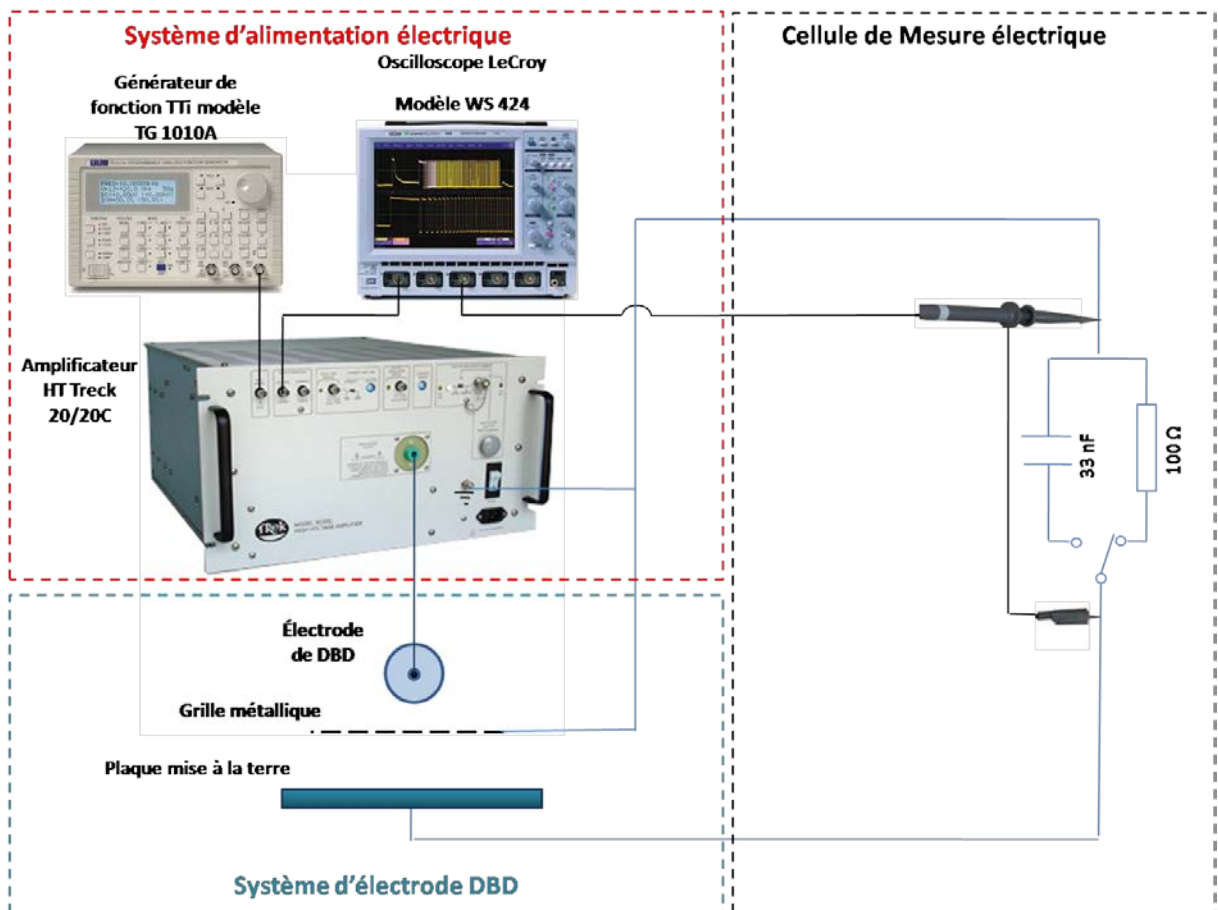 Système d'alimentation électrique
Cellule de Mesure électrique
Oscilloscope LeCroy
Modèle WS 424
Générateur de
fonction TTi modèle
TG 1010A
Amplificateur
HT Treck
20/20C
33 nF
100 Ω
TREK
Électrode
de DBD
Grille métallique
Plaque mise à la terre
Système d'électrode DBD